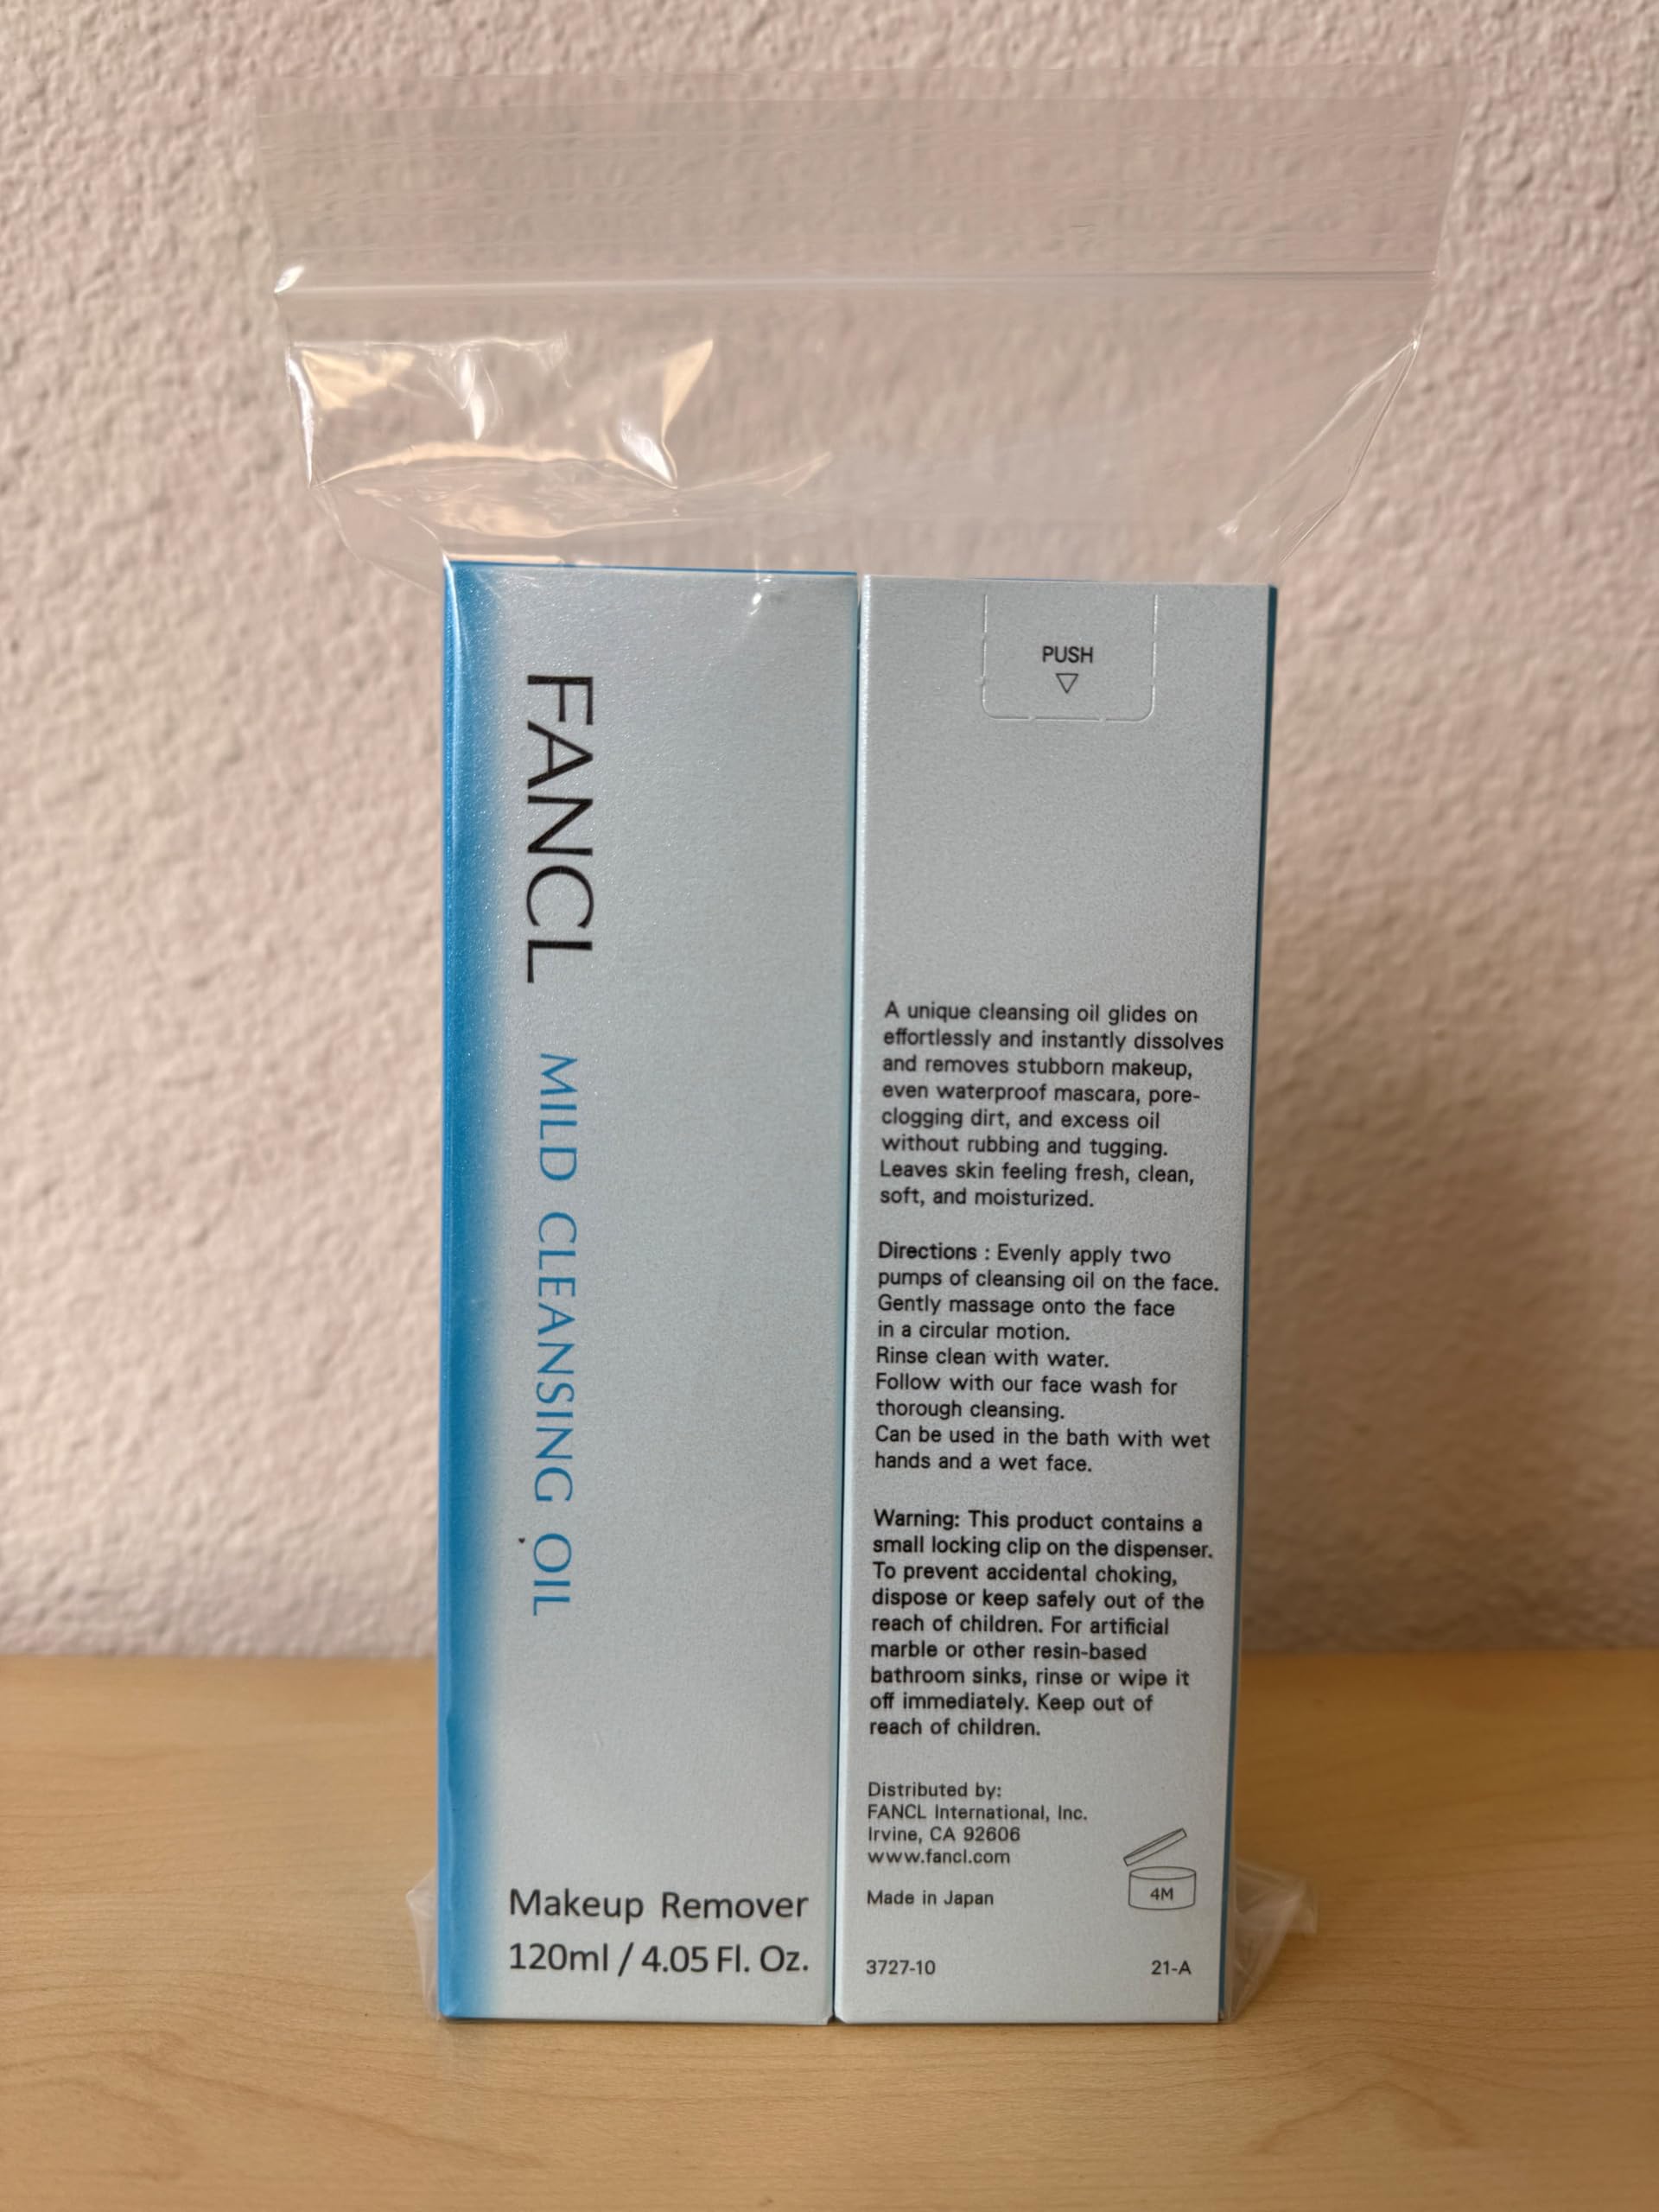 FANCL
MILD CLEANSING OIL
Makeup Remover
120ml / 4.05 Fl. Oz.
PUSH
A unique cleansing oil glides on
effortlessly and instantly dissolves
and removes stubborn makeup,
even waterproof mascara, pore-
clogging dirt, and excess oil
without rubbing and tugging.
Leaves skin feeling fresh, clean,
soft, and moisturized.
Directions : Evenly apply two
pumps of cleansing oil on the face.
Gently massage onto the face
in a circular motion.
Rinse clean with water.
Follow with our face wash for
thorough cleansing.
Can be used in the bath with wet
hands and a wet face.
Warning: This product contains a
small locking clip on the dispenser.
To prevent accidental choking,
dispose or keep safely out of the
reach of children. For artificial
marble or other resin-based
bathroom sinks, rinse or wipe it
off immediately. Keep out of
reach of children.
Distributed by:
FANCL International, Inc.
Irvine, CA 92606
www.fancl.com
Made in Japan
4M
3727-10 21-A